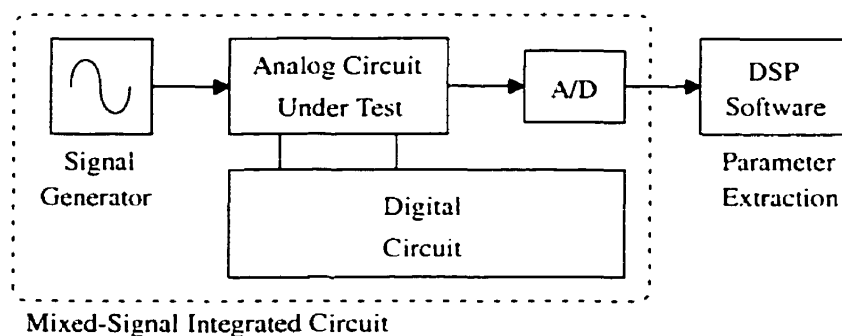 Signal
Generator
Analog Circuit
Under Test
A/D
DSP
Software
Parameter
Extraction
Digital
Circuit
Mixed-Signal Integrated Circuit